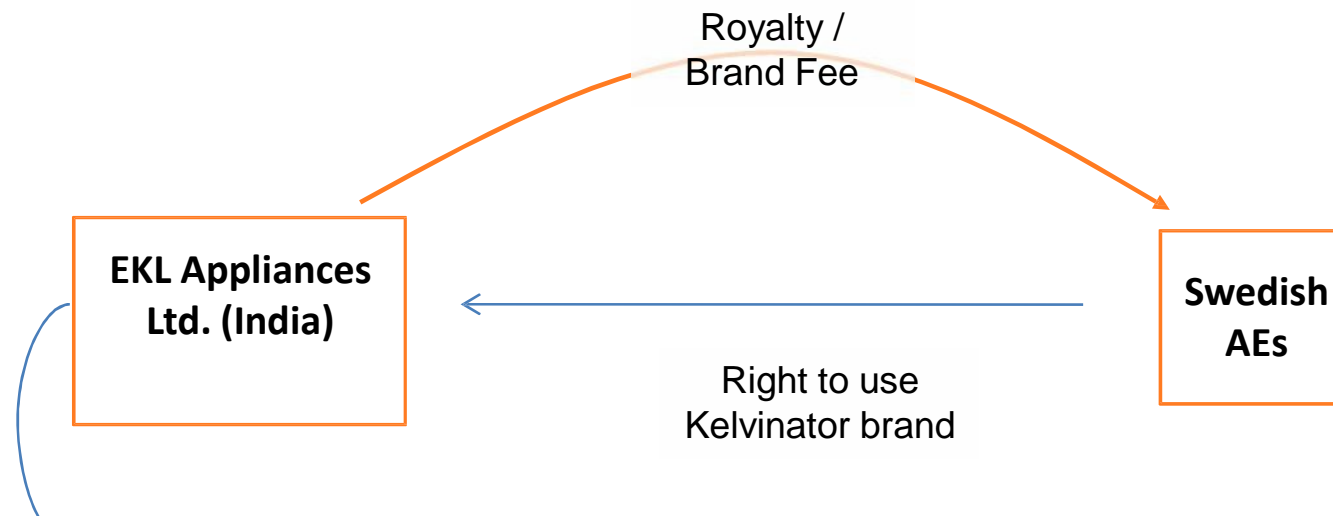 Royalty /
Brand Fee
EKL Appliances
Ltd. (India)
Swedish
AEs
Right to use
Kelvinator brand